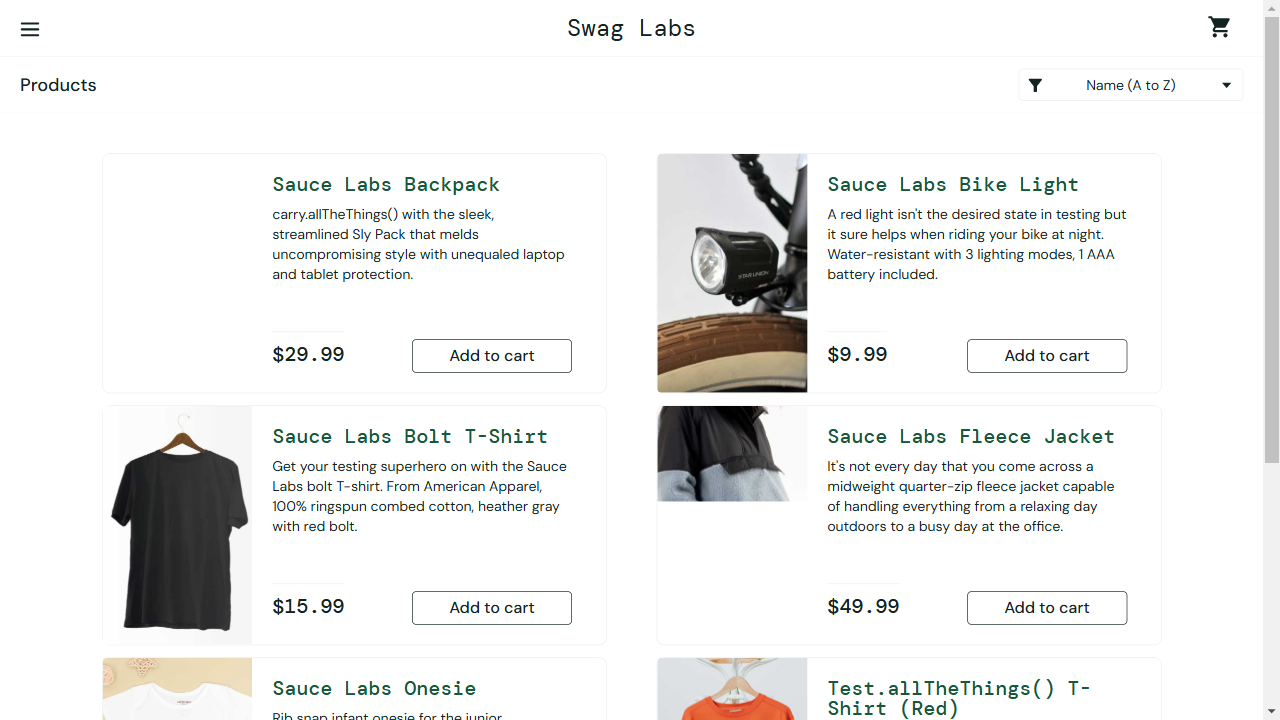 Swag Labs
Products
Name (A to Z)
Sauce Labs Backpack
carry.allTheThings() with the sleek,
streamlined Sly Pack that melds
uncompromising style with unequaled laptop
and tablet protection.
$29.99
Add to cart
Sauce Labs Bike Light
A red light isn't the desired state in testing but
it sure helps when riding your bike at night.
Water-resistant with 3 lighting modes, 1 AAA
battery included.
$9.99
Add to cart
Sauce Labs Bolt T-Shirt
Get your testing superhero on with the Sauce
Labs bolt T-shirt. From American Apparel,
100% ringspun combed cotton, heather gray
with red bolt.
$15.99
Add to cart
Sauce Labs Fleece Jacket
It's not every day that you come across a
midweight quarter-zip fleece jacket capable
of handling everything from a relaxing day
outdoors to a busy day at the office.
$49.99
Add to cart
Sauce Labs Onesie
Rib snap infant onesie for the junior
Test.allTheThings() T-
Shirt (Red)